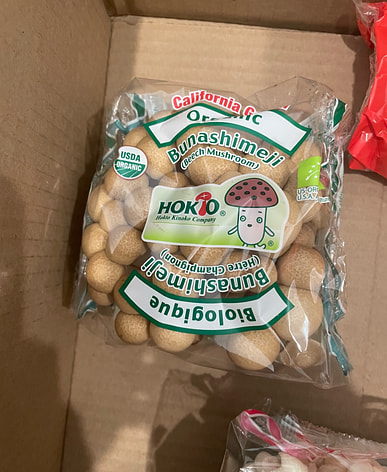 California G
Organic
Bunashimeji
(Beech Mushroom)
USDA
ORGANIC
HOKTO®
Hokto Kinoko Company
(Hêtre Champignon)
Bunashimeji
Biologique